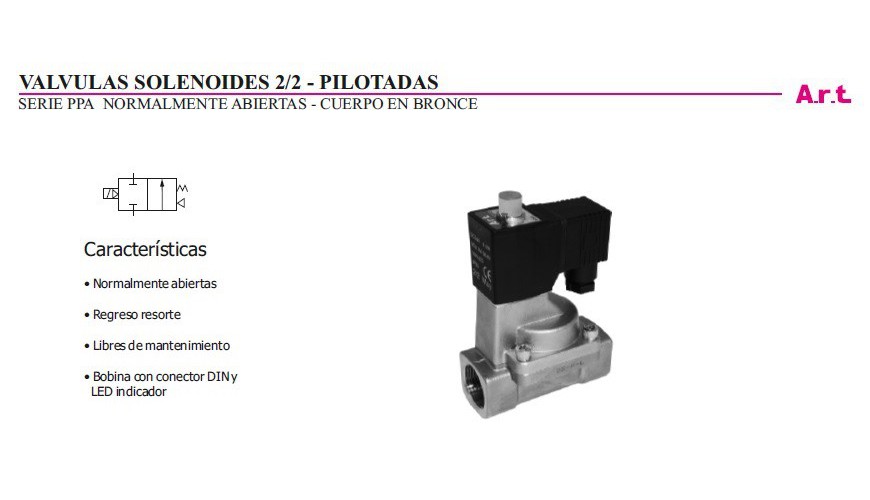 VALVULAS SOLENOIDES 2/2 - PILOTADAS
SERIE PPA NORMALMENTE ABIERTAS - CUERPO EN BRONCE
A.r.t.
Características
• Normalmente abiertas
• Regreso resorte
• Libres de mantenimiento
• Bobina con conector DIN y
LED indicador